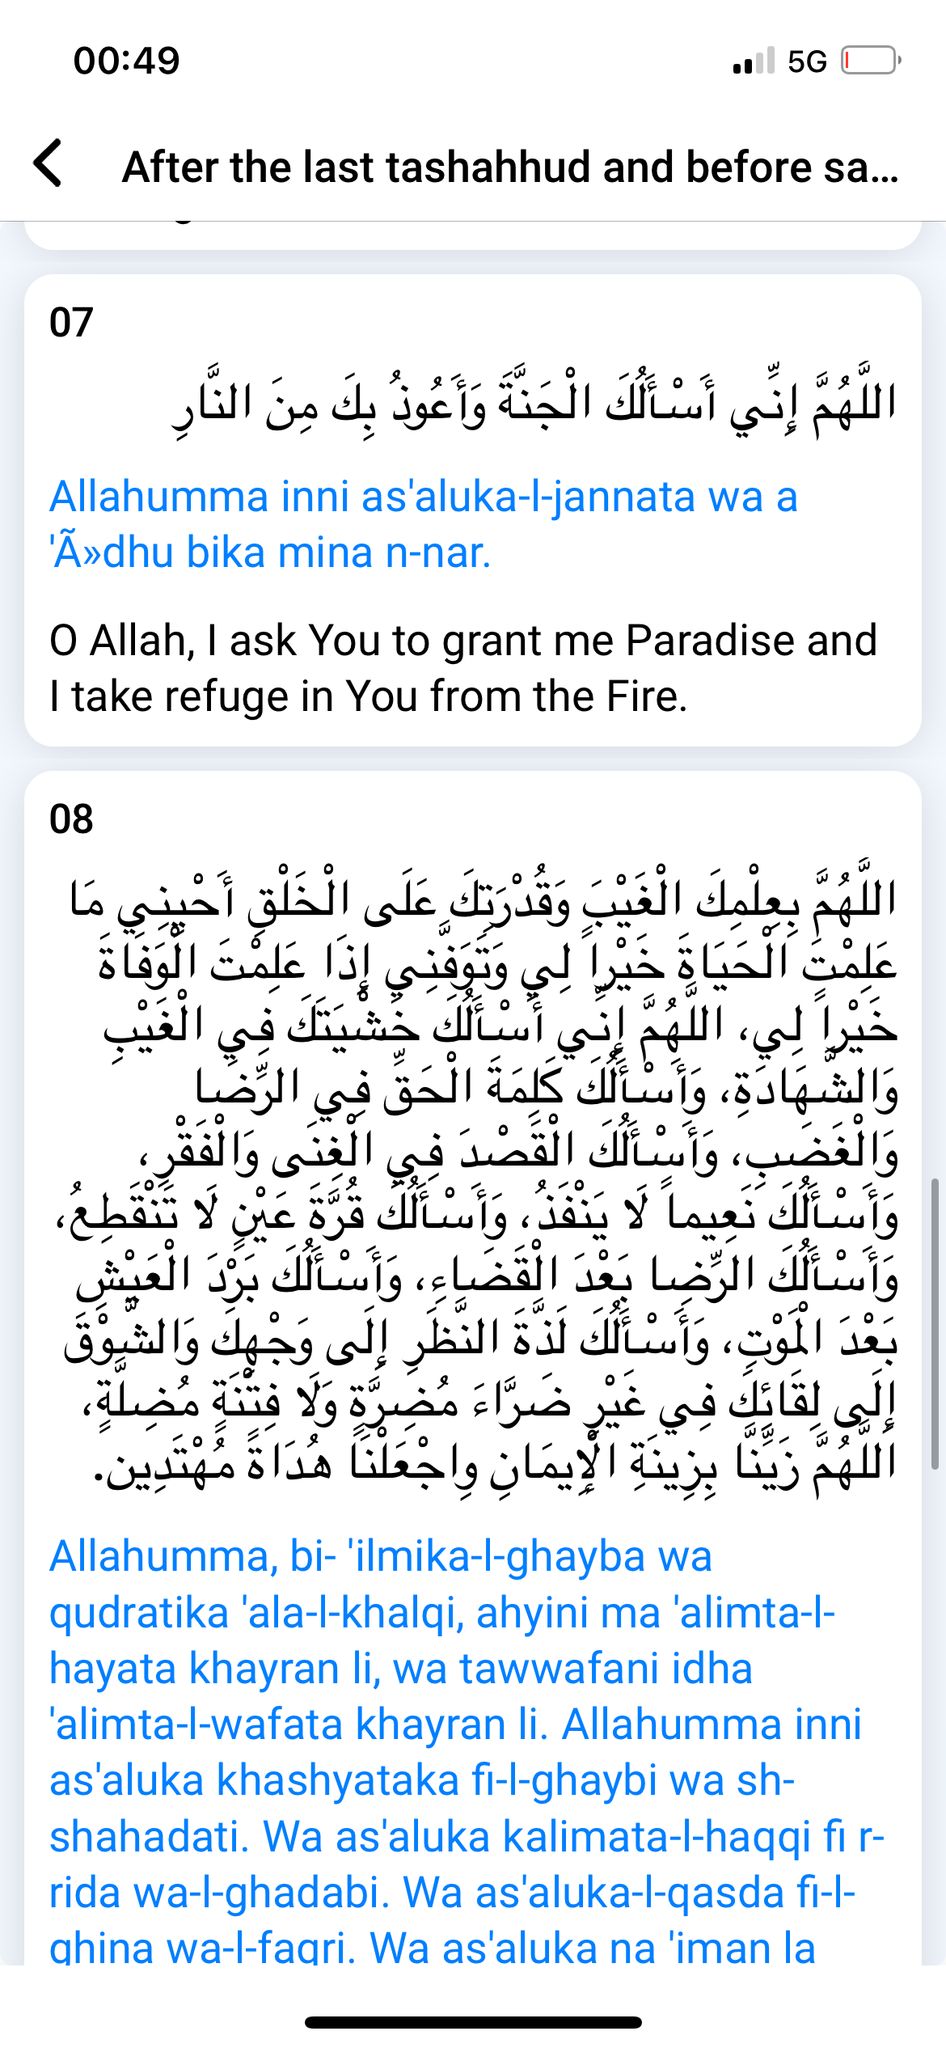 00:49
5G
After the last tashahhud and before sa...
07
اللَّهُمَّ إِنِّي أَسْأَلُكَ الْجَنَّةَ وَأَعُوذُ بِكَ مِنَ النَّارِ
Allahumma inni as'aluka-l-jannata wa a
'Ã»dhu bika mina n-nar.
O Allah, I ask You to grant me Paradise and
I take refuge in You from the Fire.
08
اللَّهُمَّ بِعِلْمِكَ الْغَيْبَ وَقُدْرَتِكَ عَلَى الْخَلْقِ أَحْيِنِي مَا
عَلِمْتَ الْحَيَاةَ خَيْراً لِي وَتَوَفَّنِي إِذَا عَلِمْتَ الْوَفَاةَ
خَيْراً لِي، اللَّهُمَّ إِنِّي أَسْأَلُكَ خَشْيَتَكَ فِي الْغَيْبِ
وَالشَّهَادَةِ، وَأَسْأَلُكَ كَلِمَةَ الْحَقِّ فِي الرِّضَا
وَالْغَضَبِ، وَأَسْأَلُكَ الْقَصْدَ فِي الْغِنَى وَالْفَقْرِ،
وَأَسْأَلُكَ نَعِيماً لَا يَنْفَذُ، وَأَسْأَلُكَ قُرَّةَ عَيْنٍ لَا تَنْقَطِعُ،
وَأَسْأَلُكَ الرِّضِا بَعْدَ الْقَضَاءِ، وَأَسْأَلُكَ بَرْدَ الْعَيْشِ
بَعْدَ الْمَوْتِ، وَأَسْأَلُكَ لَذَّةَ النَّظَرِ إِلَى وَجْهِكَ وَالشَّوْقَ
إِلَى لِقَائِكَ فِي غَيْرِ ضَرَّاءَ مُضِرَّةٍ وَلَا فِتْنَةٍ مُضِلَّةٍ،
اللَّهُمَّ زَيِّنَّا بِزِينَةِ الْإِيمَانِ وِاجْعَلْنَا هُدَاةً مُهْتَدِين.
Allahumma, bi- 'ilmika-l-ghayba wa
qudratika 'ala-l-khalqi, ahyini ma 'alimta-l-
hayata khayran li, wa tawwafani idha
'alimta-l-wafata khayran li. Allahumma inni
as'aluka khashyataka fi-l-ghaybi wa sh-
shahadati. Wa as'aluka kalimata-l-haqqi fi r-
rida wa-l-ghadabi. Wa as'aluka-l-qasda fi-l-
ghina wa-l-faqri. Wa as'aluka na 'iman la